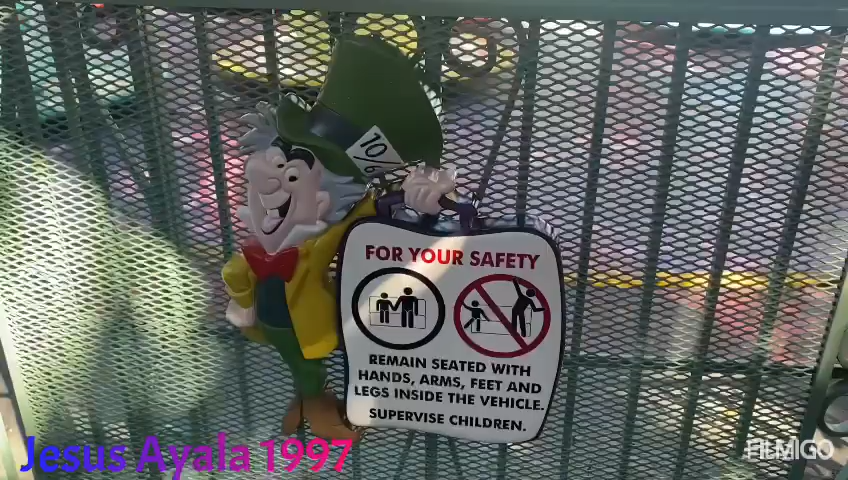 10/6
FOR YOUR SAFETY
REMAIN SEATED WITH
HANDS, ARMS, FEET AND
LEGS INSIDE THE VEHICLE.
SUPERVISE CHILDREN.
Jesus Ayala 1997
FILMIGO